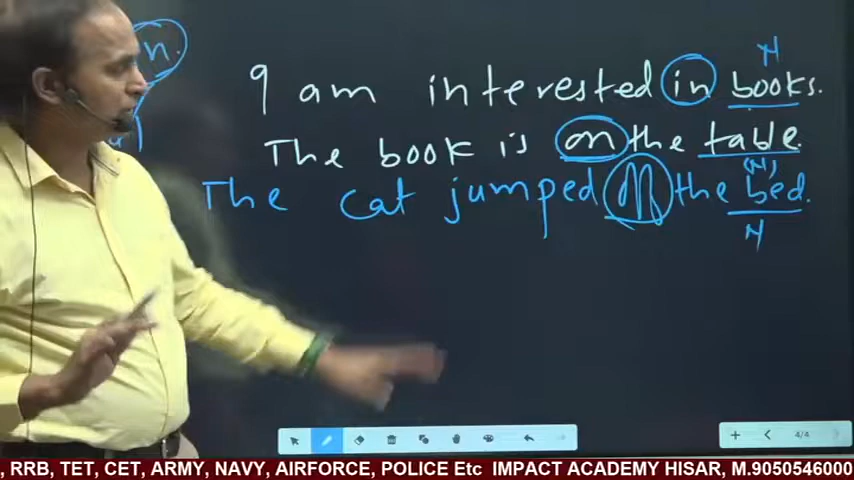 n.
I am interested in books.
N
The book is on the table.
(N)
The cat jumped the bed.
N
4/4
, RRB, TET, CET, ARMY, NAVY, AIRFORCE, POLICE Etc IMPACT ACADEMY HISAR, M.9050546000